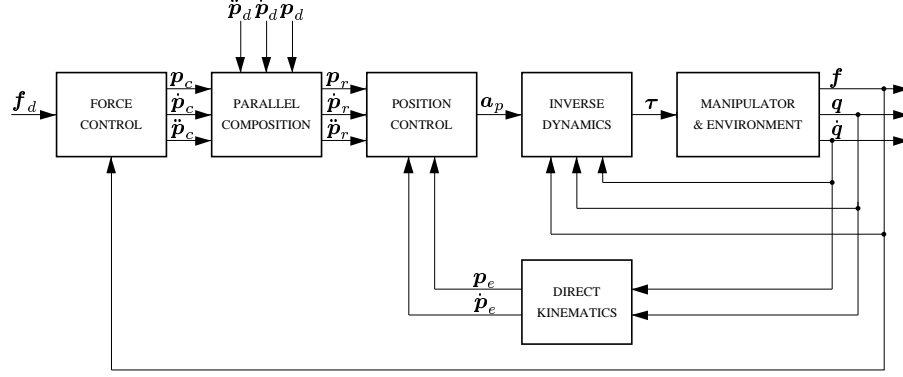 p̈_d ṗ_d p_d
f_d
FORCE
CONTROL
p_c
ṗ_c
p̈_c
PARALLEL
COMPOSITION
p_r
ṗ_r
p̈_r
POSITION
CONTROL
a_p
INVERSE
DYNAMICS
τ
MANIPULATOR
& ENVIRONMENT
f
q
q̇
p_e
ṗ_e
DIRECT
KINEMATICS